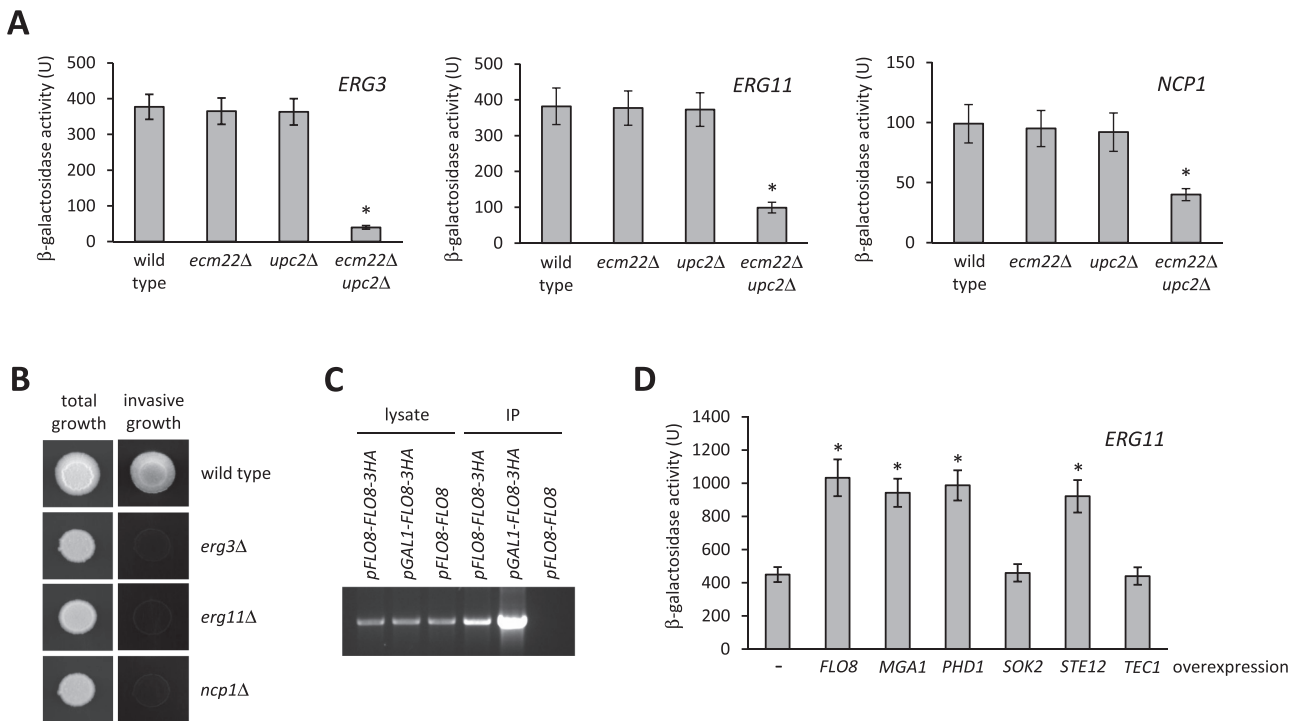 A
β-galactosidase activity (U)
500
400
300
200
100
0
ERG3
*
wild type
ecm22Δ
upc2Δ
ecm22Δ upc2Δ
β-galactosidase activity (U)
500
400
300
200
100
0
ERG11
*
wild type
ecm22Δ
upc2Δ
ecm22Δ upc2Δ
β-galactosidase activity (U)
150
100
50
0
NCP1
*
wild type
ecm22Δ
upc2Δ
ecm22Δ upc2Δ
B
total growth
invasive growth
wild type
erg3Δ
erg11Δ
ncp1Δ
C
lysate
IP
pFLO8-FLO8-3HA
pGAL1-FLO8-3HA
pFLO8-FLO8
pFLO8-FLO8-3HA
pGAL1-FLO8-3HA
pFLO8-FLO8
D
β-galactosidase activity (U)
1400
1200
1000
800
600
400
200
0
ERG11
* * * *
– FLO8 MGA1 PHD1 SOK2 STE12 TEC1 overexpression